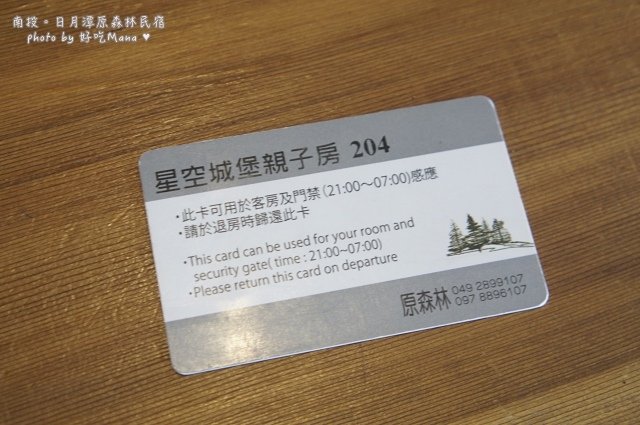 南投。日月潭原森林民宿
photo by 好吃Mana ♥
星空城堡親子房 204
・此卡可用於客房及門禁(21:00~07:00)感應
・請於退房時歸還此卡
・This card can be used for your room and
security gate( time : 21:00~07:00)
・Please return this card on departure
原森林 049 2899107
097 8896107